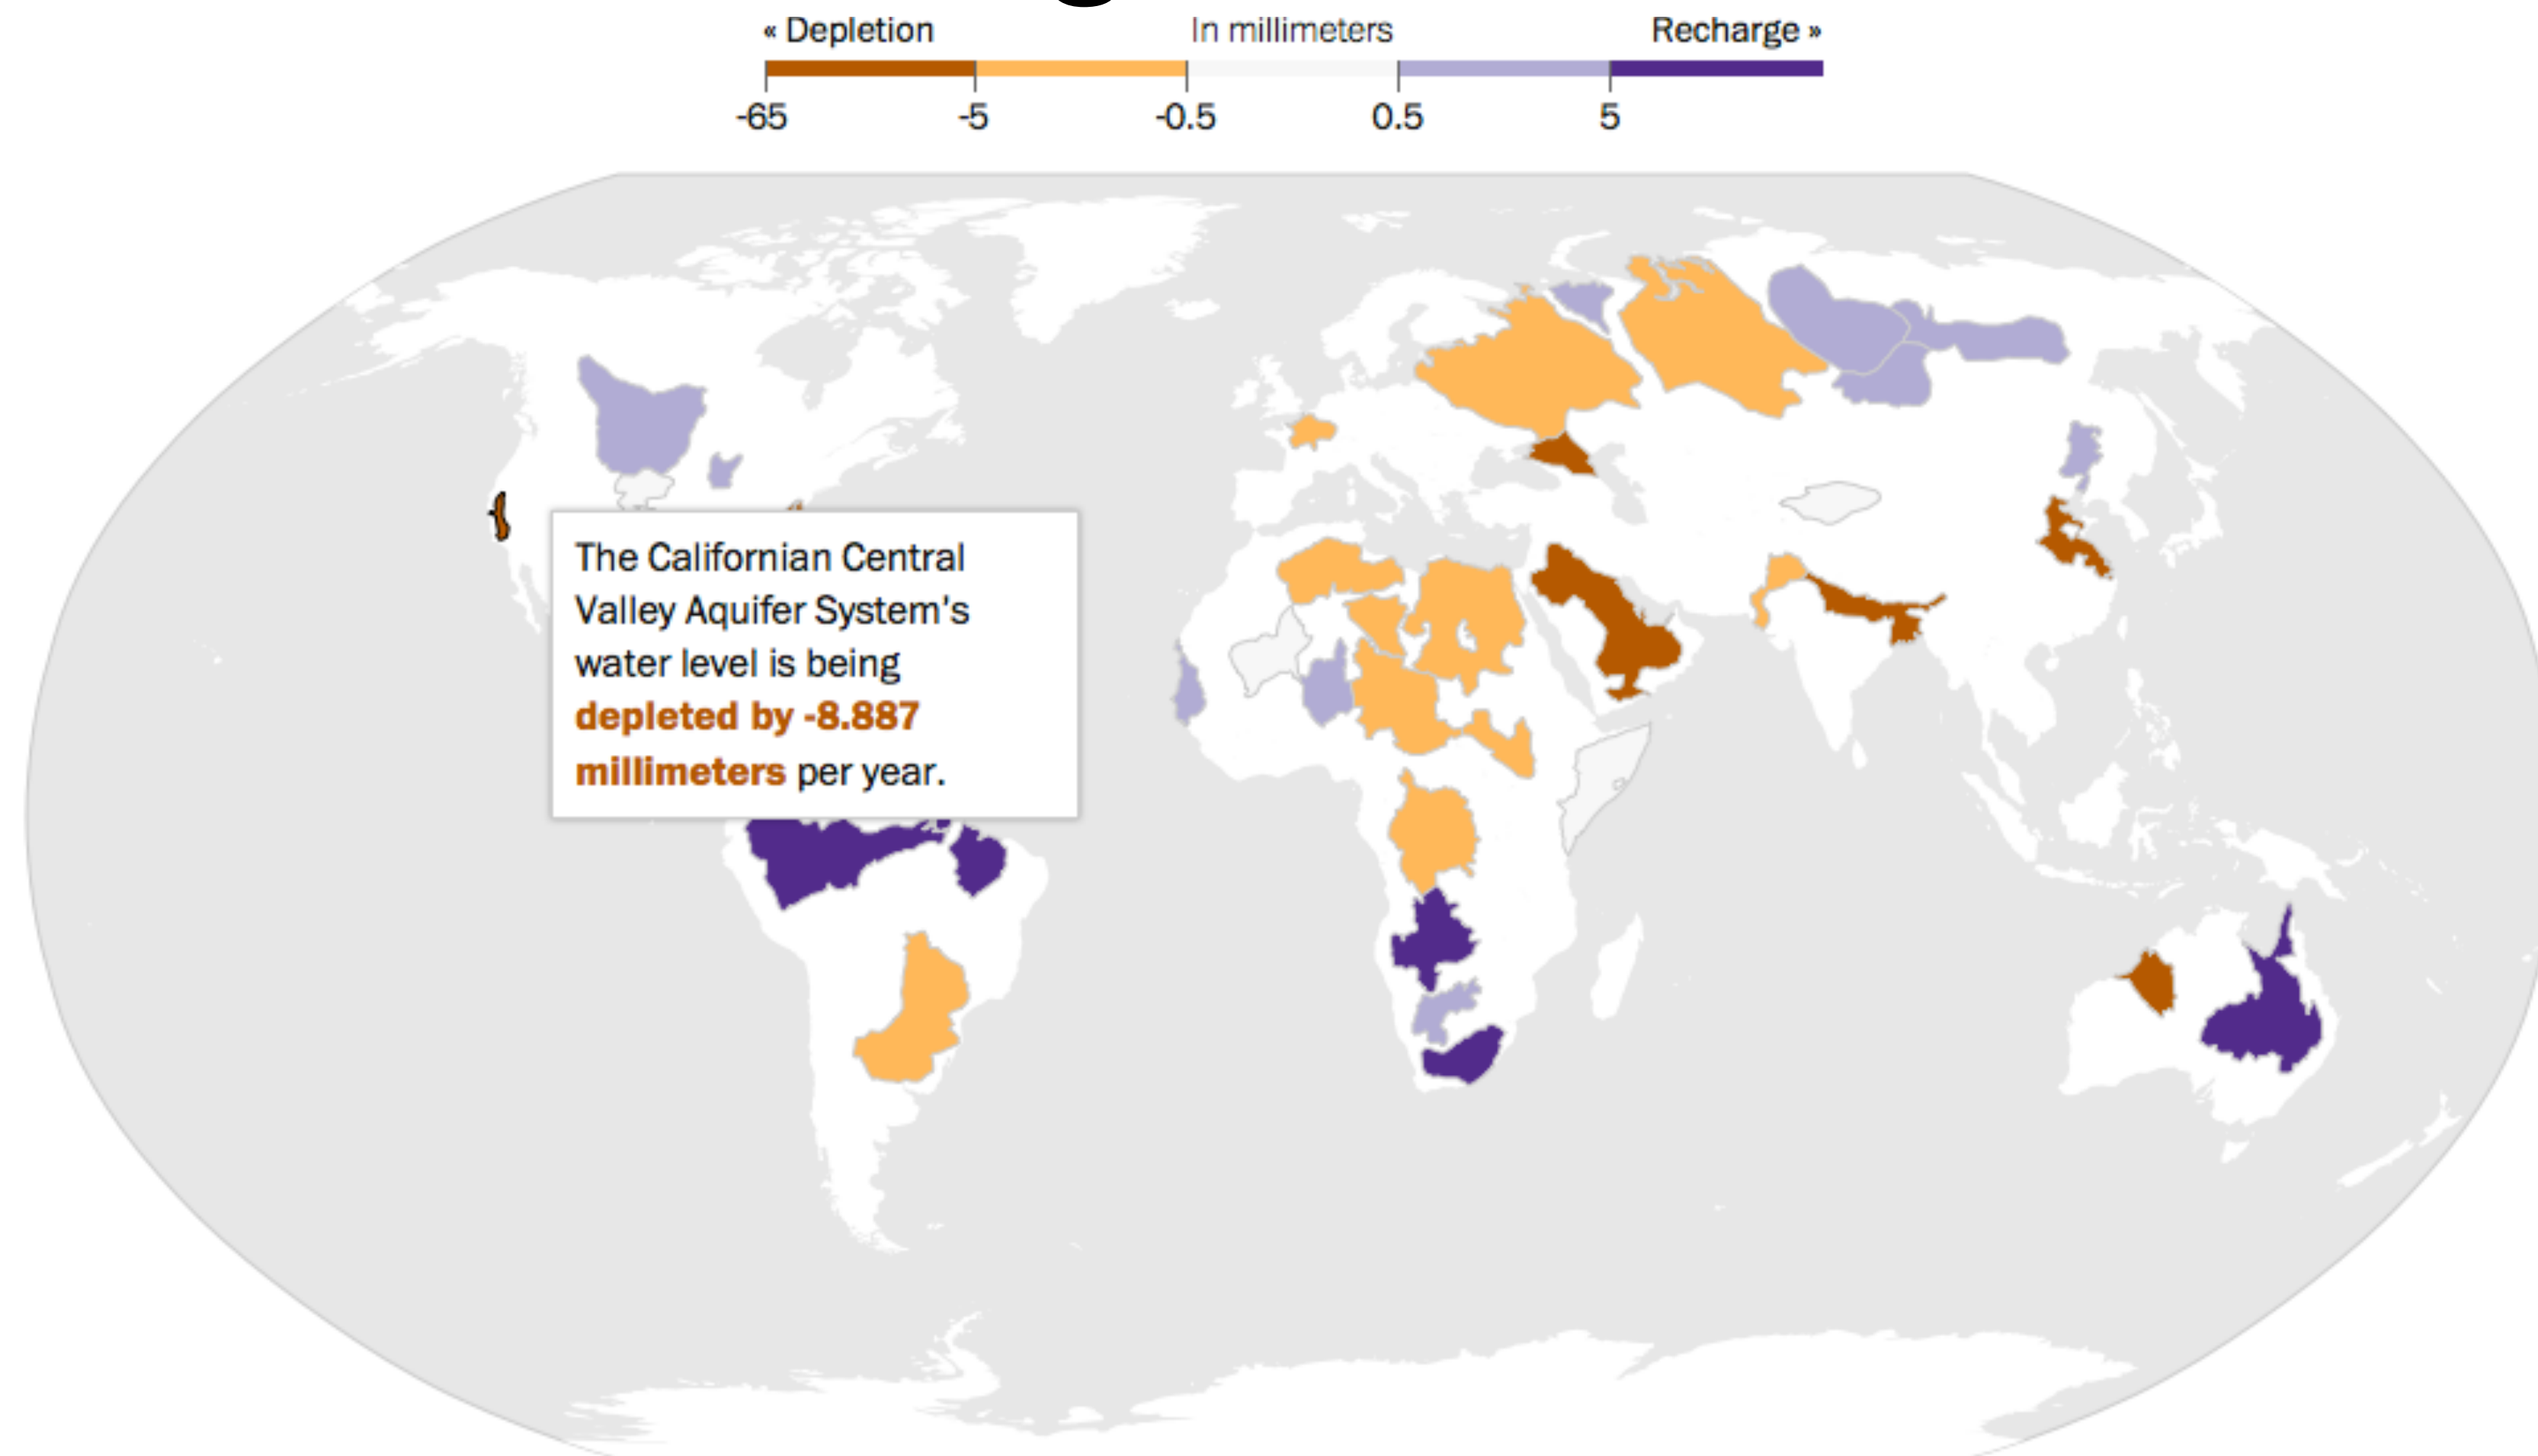 « Depletion In millimeters Recharge »
-65 -5 -0.5 0.5 5
The Californian Central
Valley Aquifer System's
water level is being
depleted by -8.887
millimeters per year.